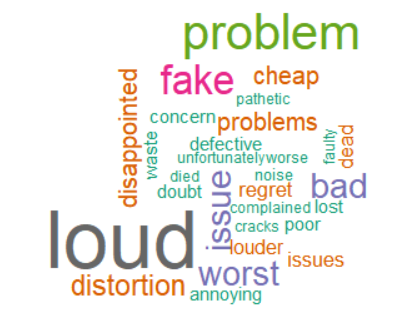 problem
fake
cheap
pathetic
disappointed
concern
problems
waste
defective
faulty
dead
unfortunately
worse
died
noise
doubt
issue
regret
bad
complained
lost
cracks
poor
loud
louder
worst
issues
distortion
annoying